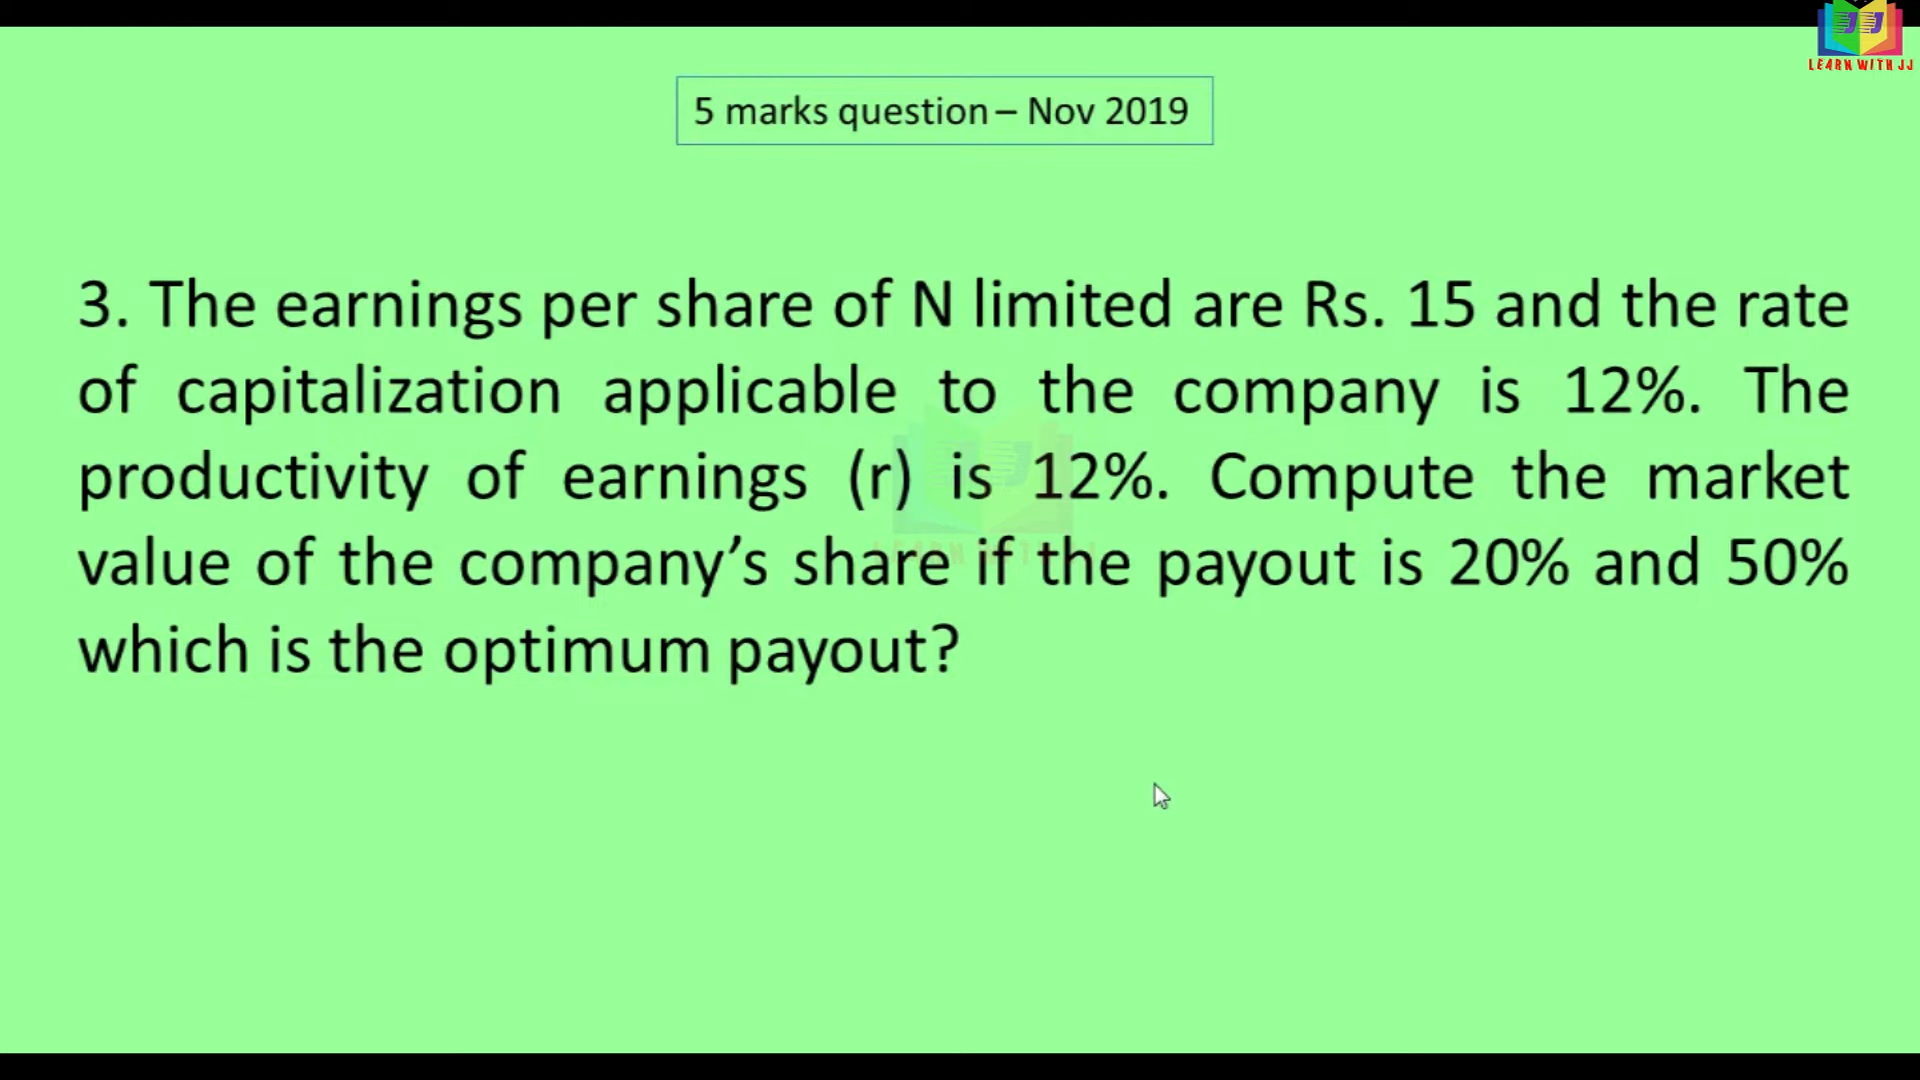 LEARN WITH JJ
5 marks question – Nov 2019
3. The earnings per share of N limited are Rs. 15 and the rate
of capitalization applicable to the company is 12%. The
productivity of earnings (r) is 12%. Compute the market
value of the company’s share if the payout is 20% and 50%
which is the optimum payout?